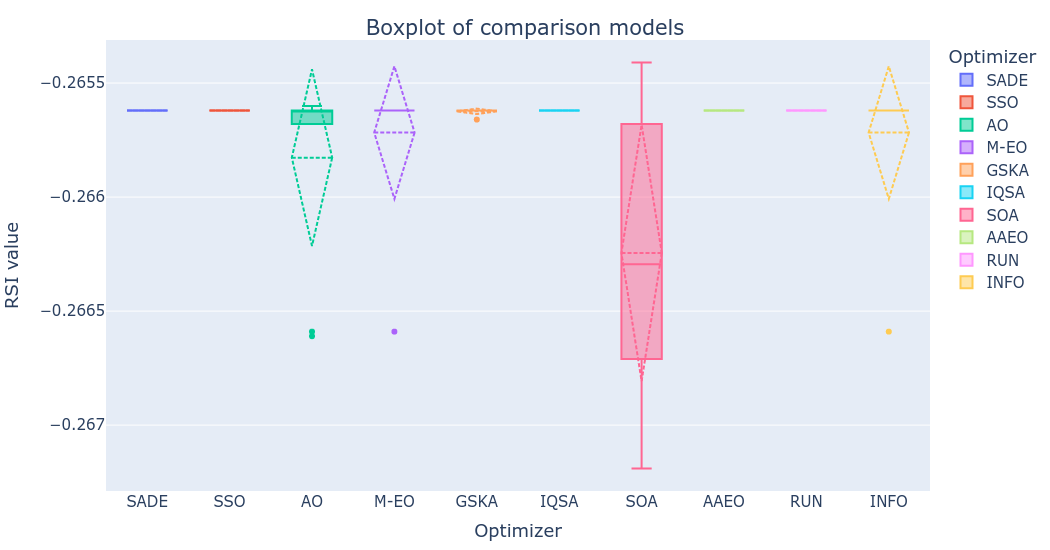 Boxplot of comparison models
RSI value
−0.2655
−0.266
−0.2665
−0.267
SADE
SSO
AO
M-EO
GSKA
IQSA
SOA
AAEO
RUN
INFO
Optimizer
Optimizer
SADE
SSO
AO
M-EO
GSKA
IQSA
SOA
AAEO
RUN
INFO